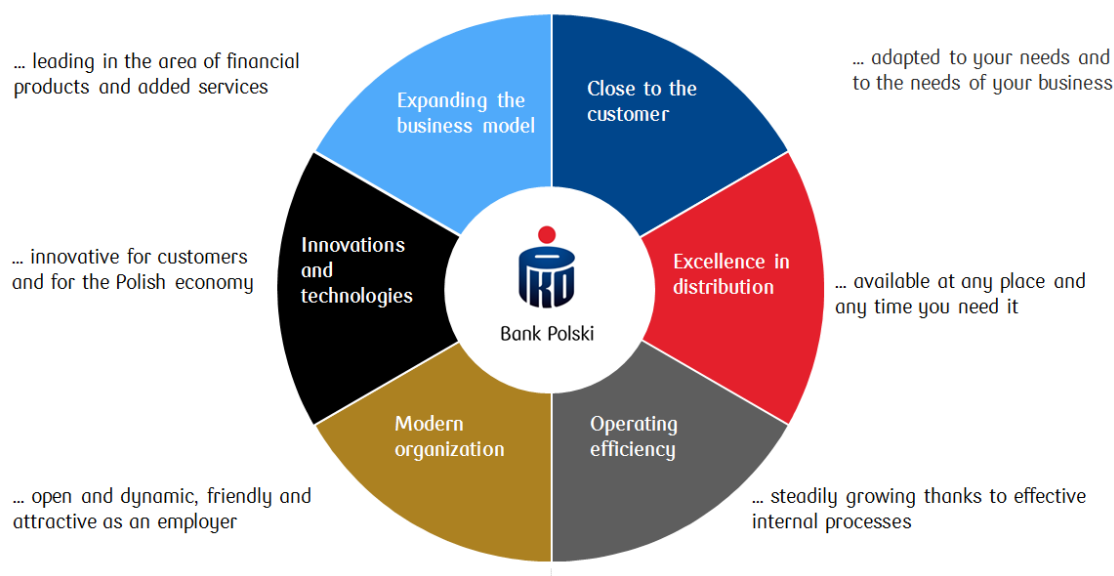 ... leading in the area of financial
products and added services
Expanding the
business model
Close to the
customer
... adapted to your needs and
to the needs of your business
Innovations
and
technologies
... innovative for customers
and for the Polish economy
PKO
Bank Polski
Excellence in
distribution
... available at any place and
any time you need it
Modern
organization
... open and dynamic, friendly and
attractive as an employer
Operating
efficiency
... steadily growing thanks to effective
internal processes